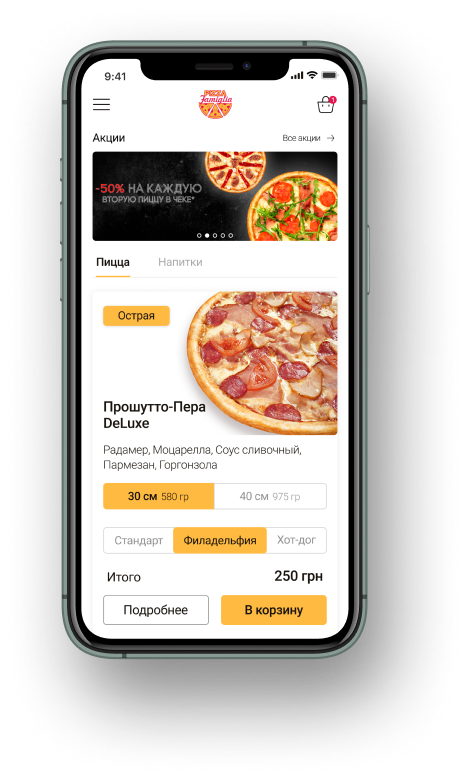 9:41
PIZZA
Famiglia
1
Акции
Все акции →
-50% НА КАЖДУЮ
ВТОРУЮ ПИЦЦУ В ЧЕКЕ*
Пицца Напитки
Острая
Прошутто-Пера
DeLuxe
Радамер, Моцарелла, Соус сливочный,
Пармезан, Горгонзола
30 см 580 гр 40 см 975 гр
Стандарт Филадельфия Хот-дог
Итого 250 грн
Подробнее В корзину